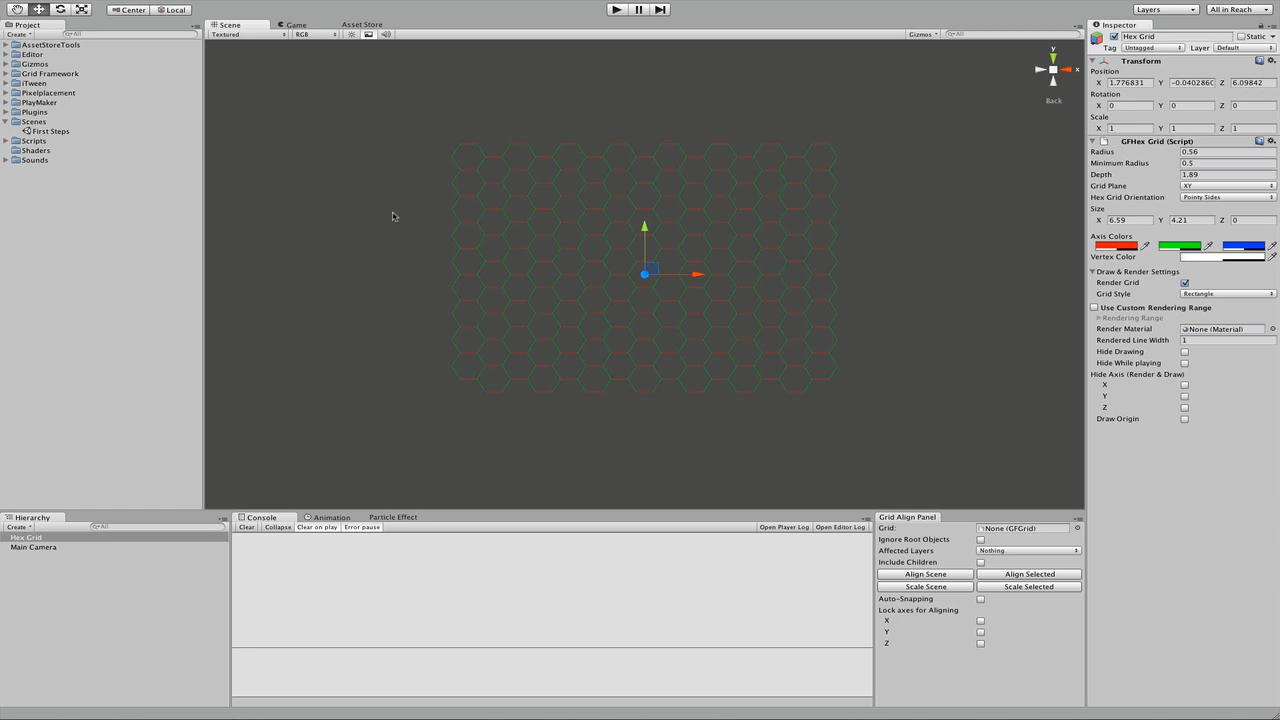 Center Local
Layers All in Reach
Project
Create All
AssetStoreTools
Editor
Gizmos
Grid Framework
iTween
Pixelplacement
PlayMaker
Plugins
Scenes
First Steps
Scripts
Shaders
Sounds
Scene Game Asset Store
Textured RGB Gizmos All
y
x
Back
Inspector
Hex Grid Static
Tag Untagged Layer Default
Transform
Position
X 1.776831 Y -0.040286( Z 6.09842
Rotation
X 0 Y 0 Z 0
Scale
X 1 Y 1 Z 1
GFHex Grid (Script)
Radius 0.56
Minimum Radius 0.5
Depth 1.89
Grid Plane XY
Hex Grid Orientation Pointy Sides
Size
X 6.59 Y 4.21 Z 0
Axis Colors
Vertex Color
Draw & Render Settings
Render Grid
Grid Style Rectangle
Use Custom Rendering Range
Rendering Range
Render Material None (Material)
Rendered Line Width 1
Hide Drawing
Hide While playing
Hide Axis (Render & Draw)
X
Y
Z
Draw Origin
Hierarchy
Create All
Hex Grid
Main Camera
Console Animation Particle Effect
Clear Collapse Clear on play Error pause Open Player Log Open Editor Log
Grid Align Panel
Grid: None (GFGrid)
Ignore Root Objects
Affected Layers Nothing
Include Children
Align Scene Align Selected
Scale Scene Scale Selected
Auto-Snapping
Lock axes for Aligning
X
Y
Z